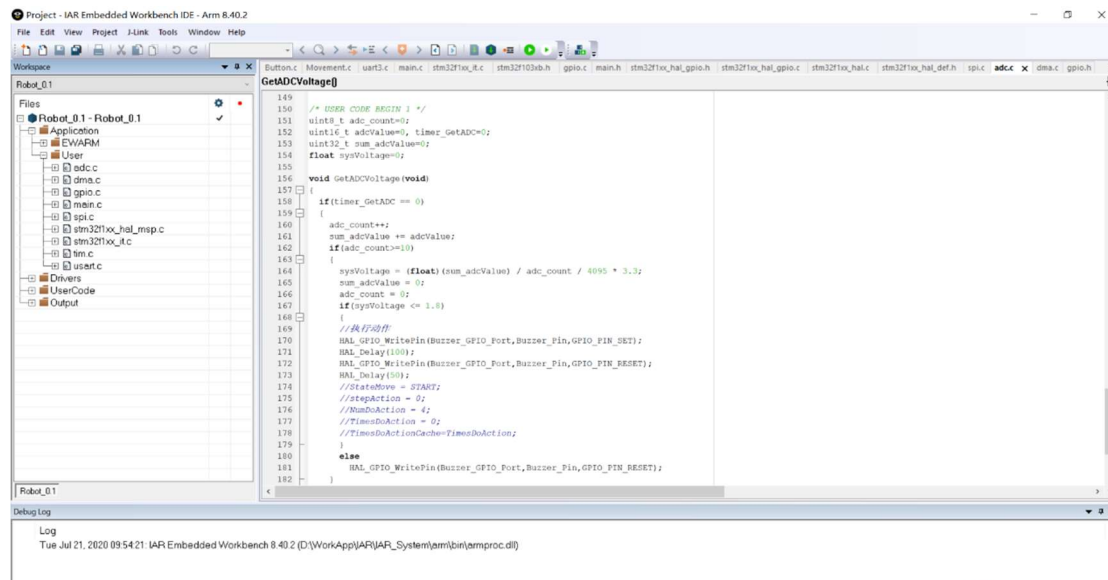 Project - IAR Embedded Workbench IDE - Arm 8.40.2
File Edit View Project J-Link Tools Window Help
Workspace
Button.c Movement.c uart3.c main.c stm32f1xx_it.c stm32f103xb.h gpio.c main.h stm32f1xx_hal_gpio.h stm32f1xx_hal_gpio.c stm32f1xx_hal.c stm32f1xx_hal_def.h spi.c adc.c x dma.c gpio.h
Robot_0.1
GetADCVoltage()
Files
Robot_0.1 - Robot_0.1
Application
EWARM
User
adc.c
dma.c
gpio.c
main.c
spi.c
stm32f1xx_hal_msp.c
stm32f1xx_it.c
tim.c
usart.c
Drivers
UserCode
Output
149
150 /* USER CODE BEGIN 1 */
151 uint8_t adc_count=0;
152 uint16_t adcValue=0, timer_GetADC=0;
153 uint32_t sum_adcValue=0;
154 float sysVoltage=0;
155
156 void GetADCVoltage(void)
157 {
158 if(timer_GetADC == 0)
159 {
160 adc_count++;
161 sum_adcValue += adcValue;
162 if(adc_count>=10)
163 {
164 sysVoltage = (float)(sum_adcValue) / adc_count / 4095 * 3.3;
165 sum_adcValue = 0;
166 adc_count = 0;
167 if(sysVoltage <= 1.8)
168 {
169 //执行动作
170 HAL_GPIO_WritePin(Buzzer_GPIO_Port,Buzzer_Pin,GPIO_PIN_SET);
171 HAL_Delay(100);
172 HAL_GPIO_WritePin(Buzzer_GPIO_Port,Buzzer_Pin,GPIO_PIN_RESET);
173 HAL_Delay(50);
174 //StateMove = START;
175 //stepAction = 0;
176 //NumDoAction = 4;
177 //TimesDoAction = 0;
178 //TimesDoActionCache=TimesDoAction;
179 }
180 else
181 HAL_GPIO_WritePin(Buzzer_GPIO_Port,Buzzer_Pin,GPIO_PIN_RESET);
182 }
Robot_0.1
Debug Log
Log
Tue Jul 21, 2020 09:54:21: IAR Embedded Workbench 8.40.2 (D:\WorkApp\IAR\IAR_System\arm\bin\armproc.dll)